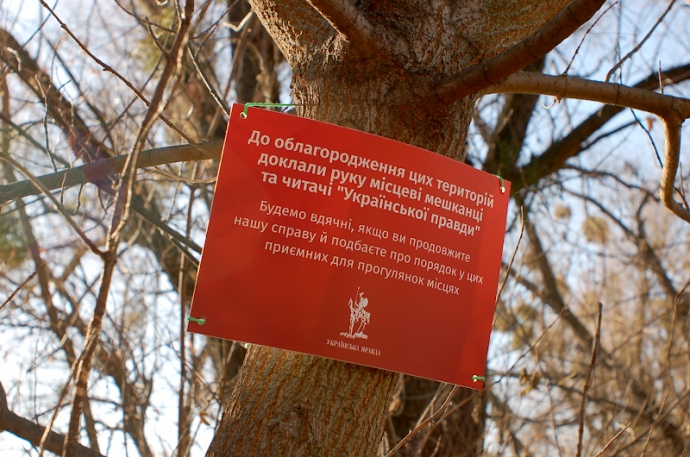 До облагородження цих територій
доклали руку місцеві мешканці
та читачі "Української правди"
Будемо вдячні, якщо ви продовжите
нашу справу й подбаєте про порядок у цих
приємних для прогулянок місцях
УКРАЇНСЬКА ПРАВДА